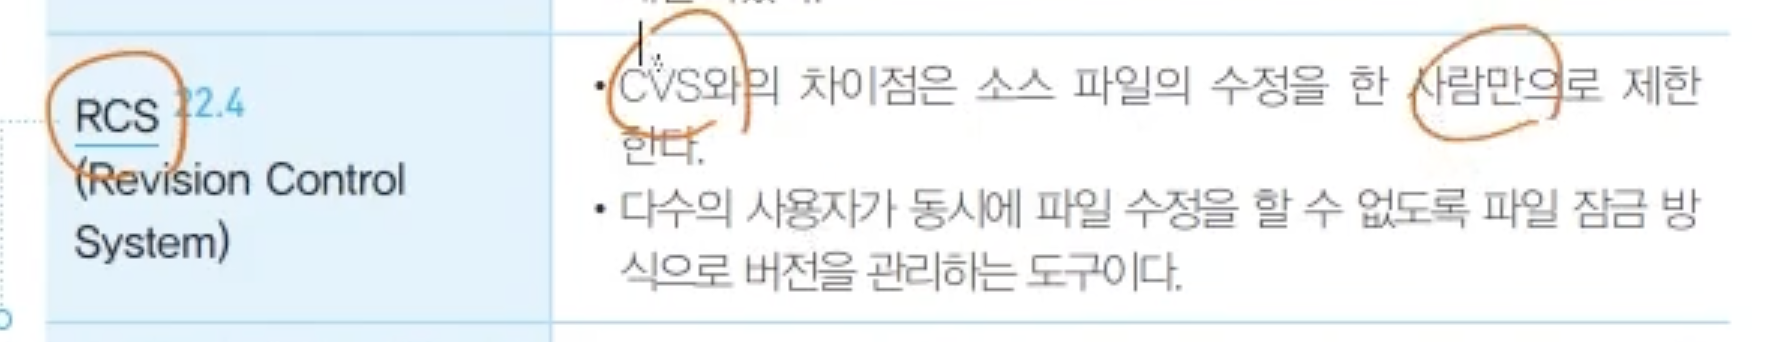 RCS 22.4
(Revision Control
System)
• CVS와의 차이점은 소스 파일의 수정을 한 사람만으로 제한
한다.
• 다수의 사용자가 동시에 파일 수정을 할 수 없도록 파일 잠금 방
식으로 버전을 관리하는 도구이다.